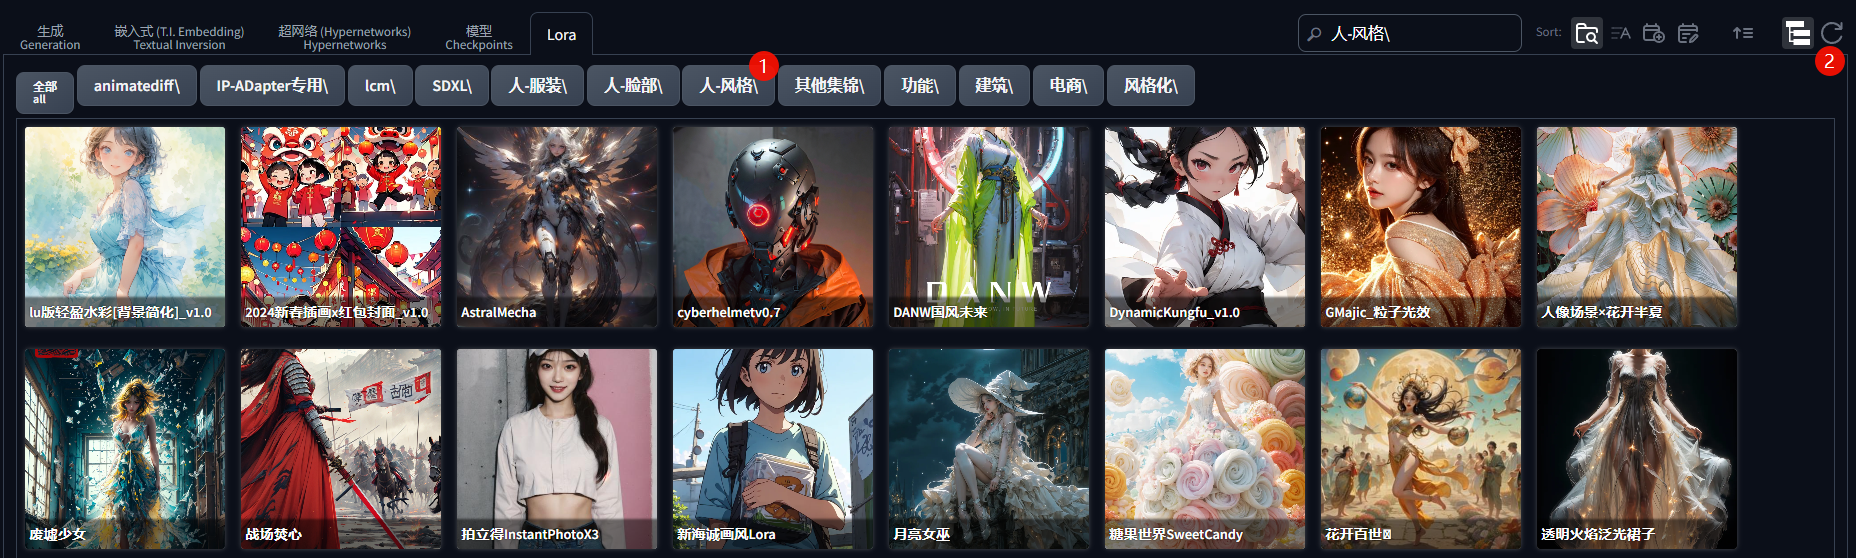 生成
Generation
嵌入式 (T.I. Embedding)
Textual Inversion
超网络 (Hypernetworks)
Hypernetworks
模型
Checkpoints
Lora
人-风格\
Sort:
1
2
全部
all
animatediff\
IP-ADapter专用\
lcm\
SDXL\
人-服装\
人-脸部\
人-风格\
其他集锦\
功能\
建筑\
电商\
风格化\
lu版轻盈水彩[背景简化]_v1.0
2024新春插画x红包封面_v1.0
AstralMecha
cyberhelmetv0.7
DANW
DANW国风未来
DynamicKungfu_v1.0
GMajic_粒子光效
人像场景×花开半夏
废墟少女
战场焚心
拍立得InstantPhotoX3
新海诚画风Lora
月亮女巫
糖果世界SweetCandy
花开百世
透明火焰泛光裙子